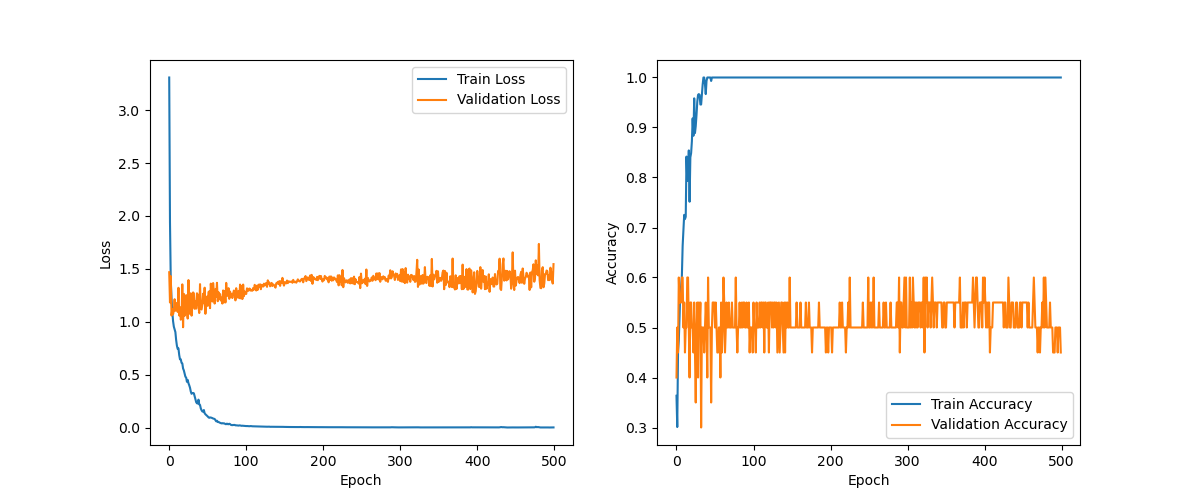 Train Loss
Validation Loss
3.0
2.5
2.0
1.5
1.0
0.5
0.0
Loss
0 100 200 300 400 500
Epoch
1.0
0.9
0.8
0.7
0.6
0.5
0.4
0.3
Accuracy
Train Accuracy
Validation Accuracy
0 100 200 300 400 500
Epoch